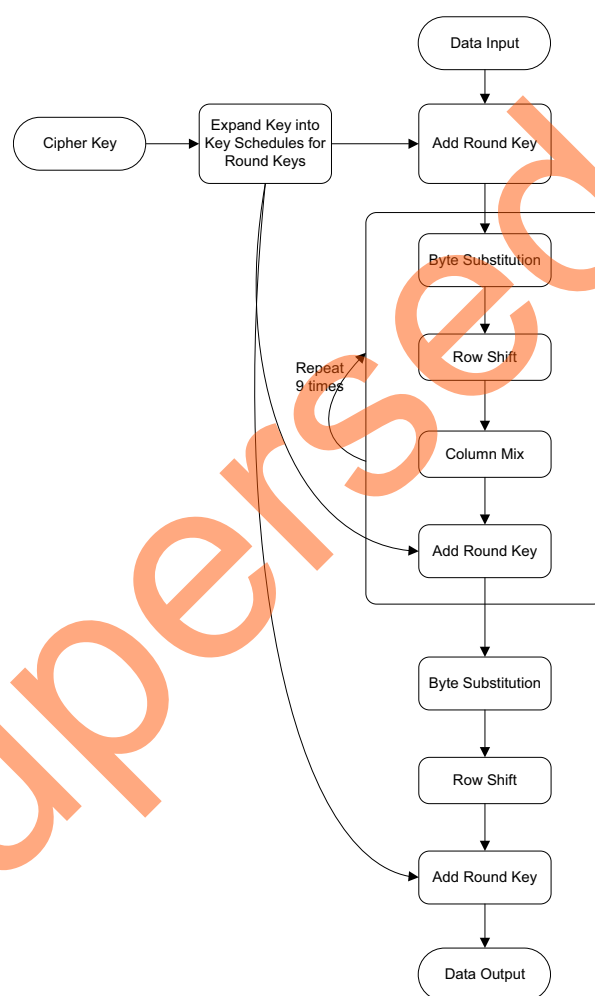 Data Input
Cipher Key
Expand Key into
Key Schedules for
Round Keys
Add Round Key
Byte Substitution
Row Shift
Repeat
9 times
Column Mix
Add Round Key
Byte Substitution
Row Shift
Add Round Key
Data Output
upersed